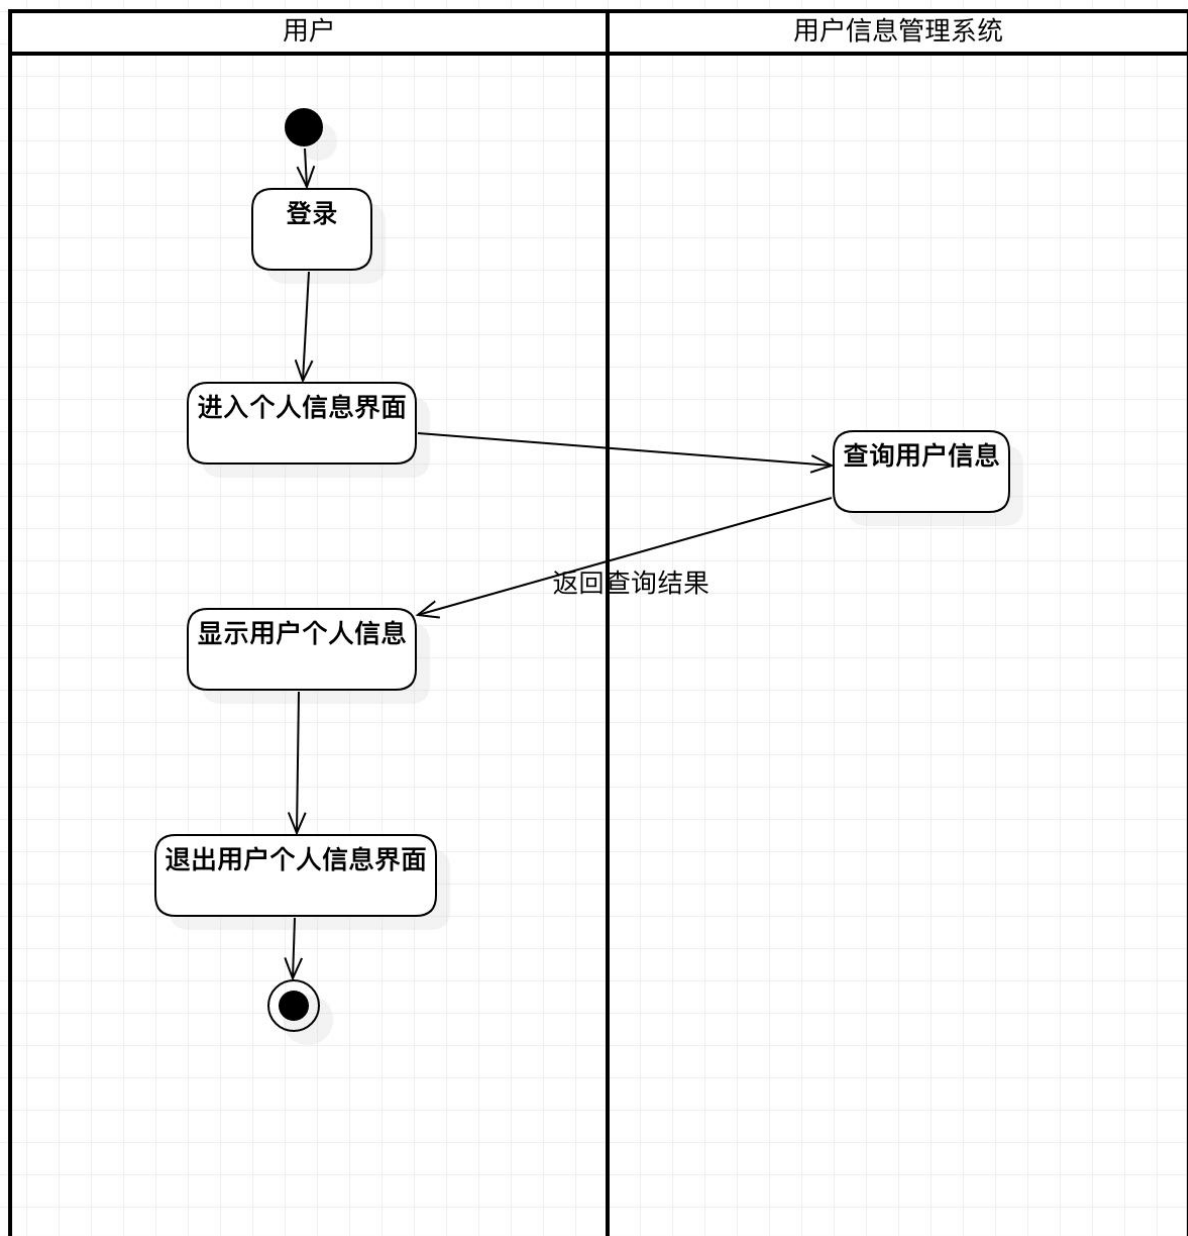 用户
用户信息管理系统
登录
进入个人信息界面
查询用户信息
返回查询结果
显示用户个人信息
退出用户个人信息界面